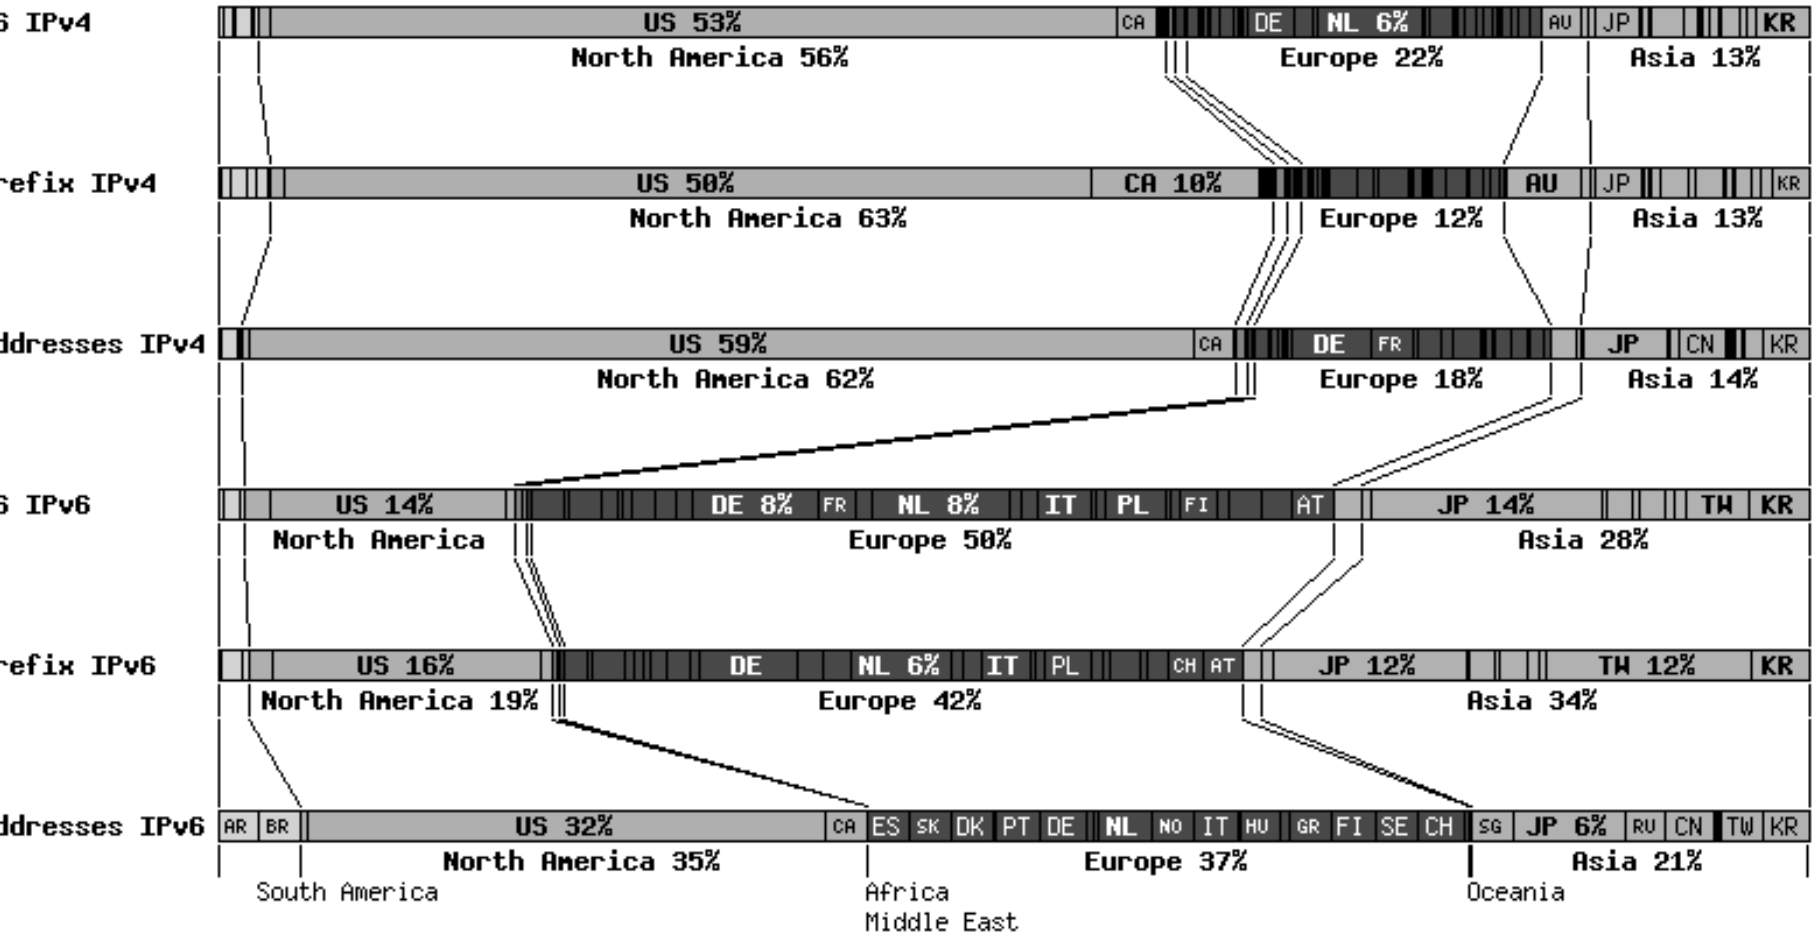 6 IPv4 US 53% CA DE NL 6% AU JP KR
North America 56% Europe 22% Asia 13%
refix IPv4 US 50% CA 10% AU JP KR
North America 63% Europe 12% Asia 13%
ddresses IPv4 US 59% CA DE FR JP CN KR
North America 62% Europe 18% Asia 14%
6 IPv6 US 14% DE 8% FR NL 8% IT PL FI AT JP 14% TW KR
North America Europe 50% Asia 28%
refix IPv6 US 16% DE NL 6% IT PL CH AT JP 12% TW 12% KR
North America 19% Europe 42% Asia 34%
ddresses IPv6 AR BR US 32% CA ES SK DK PT DE NL NO IT HU GR FI SE CH SG JP 6% RU CN TW KR
North America 35% Europe 37% Asia 21%
South America Africa Oceania
Middle East